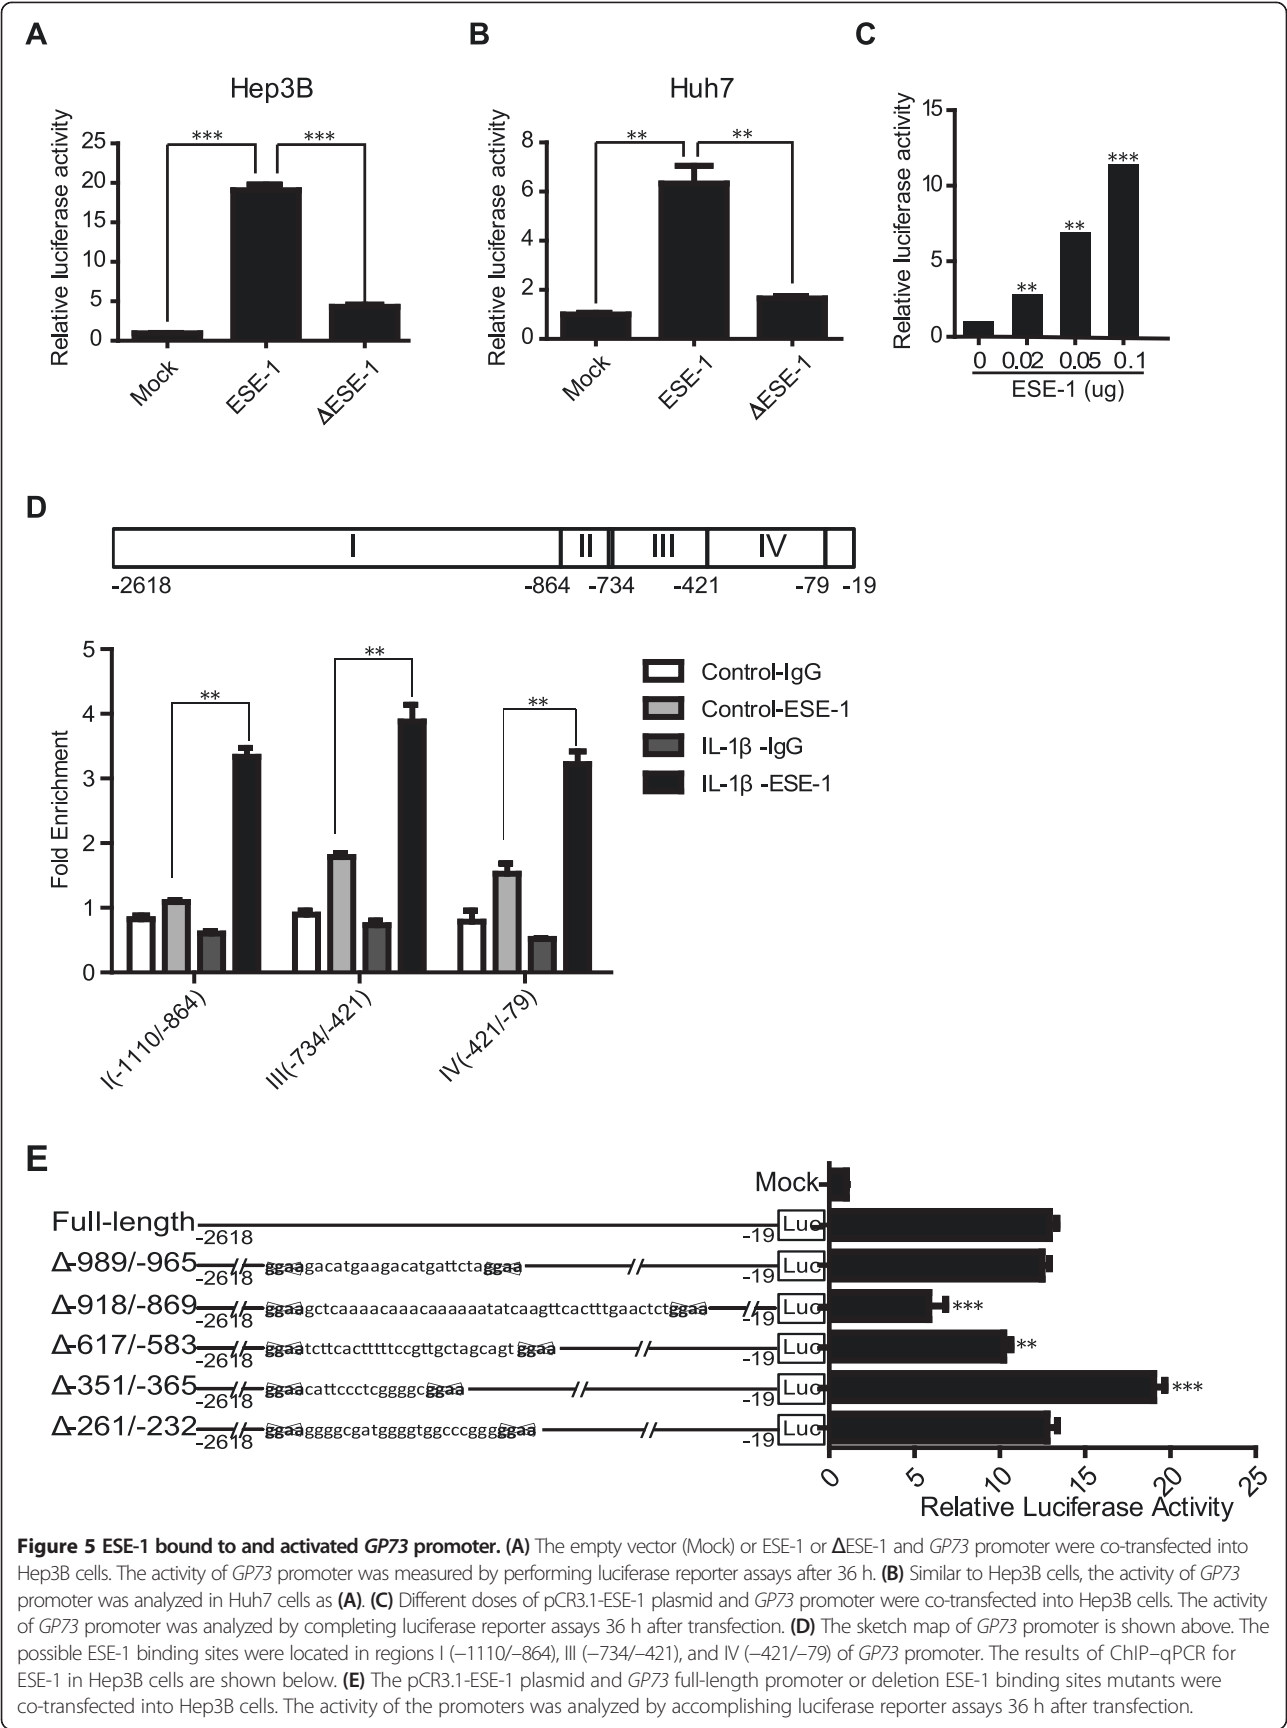 A
B
C
Hep3B
Relative luciferase activity
25
20
15
10
5
0
***
***
Mock
ESE-1
ΔESE-1
Huh7
Relative luciferase activity
8
6
4
2
0
**
**
Mock
ESE-1
ΔESE-1
Relative luciferase activity
15
10
5
0
**
**
***
0 0.02 0.05 0.1
ESE-1 (ug)
D
I II III IV
-2618 -864 -734 -421 -79 -19
Fold Enrichment
5
4
3
2
1
0
**
**
**
I(-1110/-864)
III(-734/-421)
IV(-421/-79)
Control-IgG
Control-ESE-1
IL-1β -IgG
IL-1β -ESE-1
E
Mock
Full-length -2618 -19 Luc
Δ-989/-965 -2618 ggaagacatgaagacatgattctaggaa -19 Luc
Δ-918/-869 -2618 ggaagctcaaaacaaacaaaaaatatcaagttcactttgaactctggaa -19 Luc ***
Δ-617/-583 -2618 ggaatcttcactttttccgttgctagcagtggaa -19 Luc **
Δ-351/-365 -2618 ggaacattccctcggggcggaa -19 Luc ***
Δ-261/-232 -2618 ggaaggggcgatggggtggcccgggggaa -19 Luc
0 5 10 15 20 25
Relative Luciferase Activity
Figure 5 ESE-1 bound to and activated GP73 promoter. (A) The empty vector (Mock) or ESE-1 or ΔESE-1 and GP73 promoter were co-transfected into
Hep3B cells. The activity of GP73 promoter was measured by performing luciferase reporter assays after 36 h. (B) Similar to Hep3B cells, the activity of GP73
promoter was analyzed in Huh7 cells as (A). (C) Different doses of pCR3.1-ESE-1 plasmid and GP73 promoter were co-transfected into Hep3B cells. The activity
of GP73 promoter was analyzed by completing luciferase reporter assays 36 h after transfection. (D) The sketch map of GP73 promoter is shown above. The
possible ESE-1 binding sites were located in regions I (−1110/–864), III (−734/–421), and IV (−421/–79) of GP73 promoter. The results of ChIP–qPCR for
ESE-1 in Hep3B cells are shown below. (E) The pCR3.1-ESE-1 plasmid and GP73 full-length promoter or deletion ESE-1 binding sites mutants were
co-transfected into Hep3B cells. The activity of the promoters was analyzed by accomplishing luciferase reporter assays 36 h after transfection.